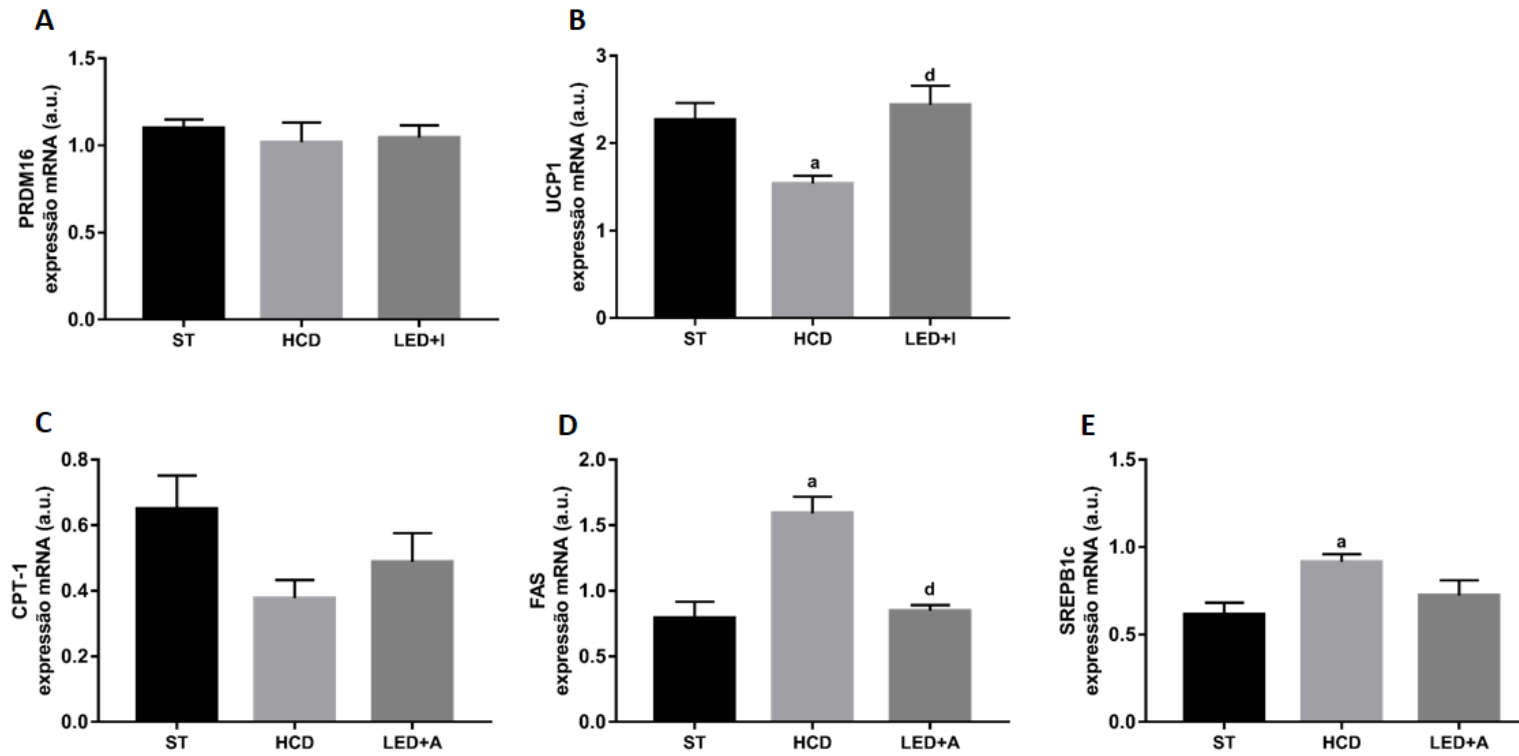 A
PRDM16
expressão mRNA (a.u.)
1.5
1.0
0.5
0.0
ST HCD LED+I
B
UCP1
expressão mRNA (a.u.)
3
2
1
0
a
d
ST HCD LED+I
C
CPT-1
expressão mRNA (a.u.)
0.8
0.6
0.4
0.2
0.0
ST HCD LED+A
D
FAS
expressão mRNA (a.u.)
2.0
1.5
1.0
0.5
0.0
a
d
ST HCD LED+A
E
SREPB1c
expressão mRNA (a.u.)
1.5
1.0
0.5
0.0
a
ST HCD LED+A